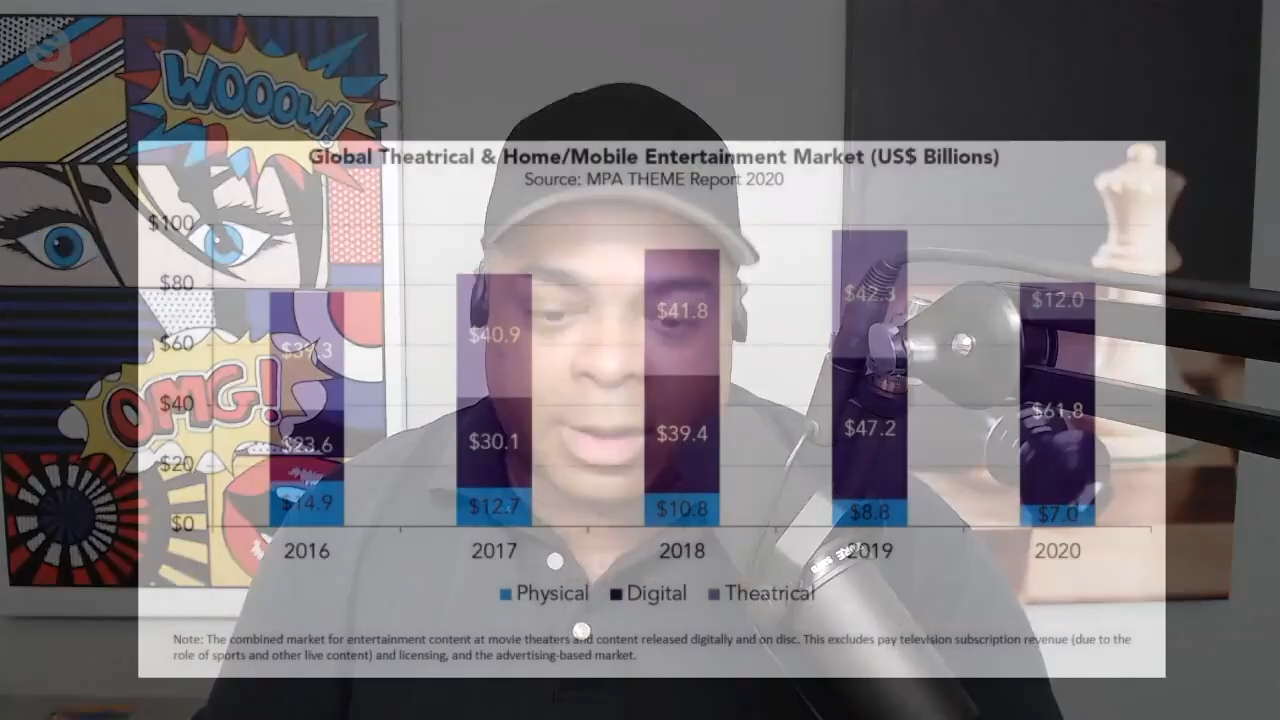 WOOOW!
Global Theatrical & Home/Mobile Entertainment Market (US$ Billions)
Source: MPA THEME Report 2020
$100
$80
$60
$40
$20
$0
$39.3
$40.9
$41.8
$42.3
$12.0
$23.6
$30.1
$39.4
$47.2
$61.8
$14.9
$12.7
$10.8
$8.8
$7.0
OMG!
2016 2017 2018 2019 2020
Physical Digital Theatrical
Note: The combined market for entertainment content at movie theaters and content released digitally and on disc. This excludes pay television subscription revenue (due to the
role of sports and other live content) and licensing, and the advertising-based market.